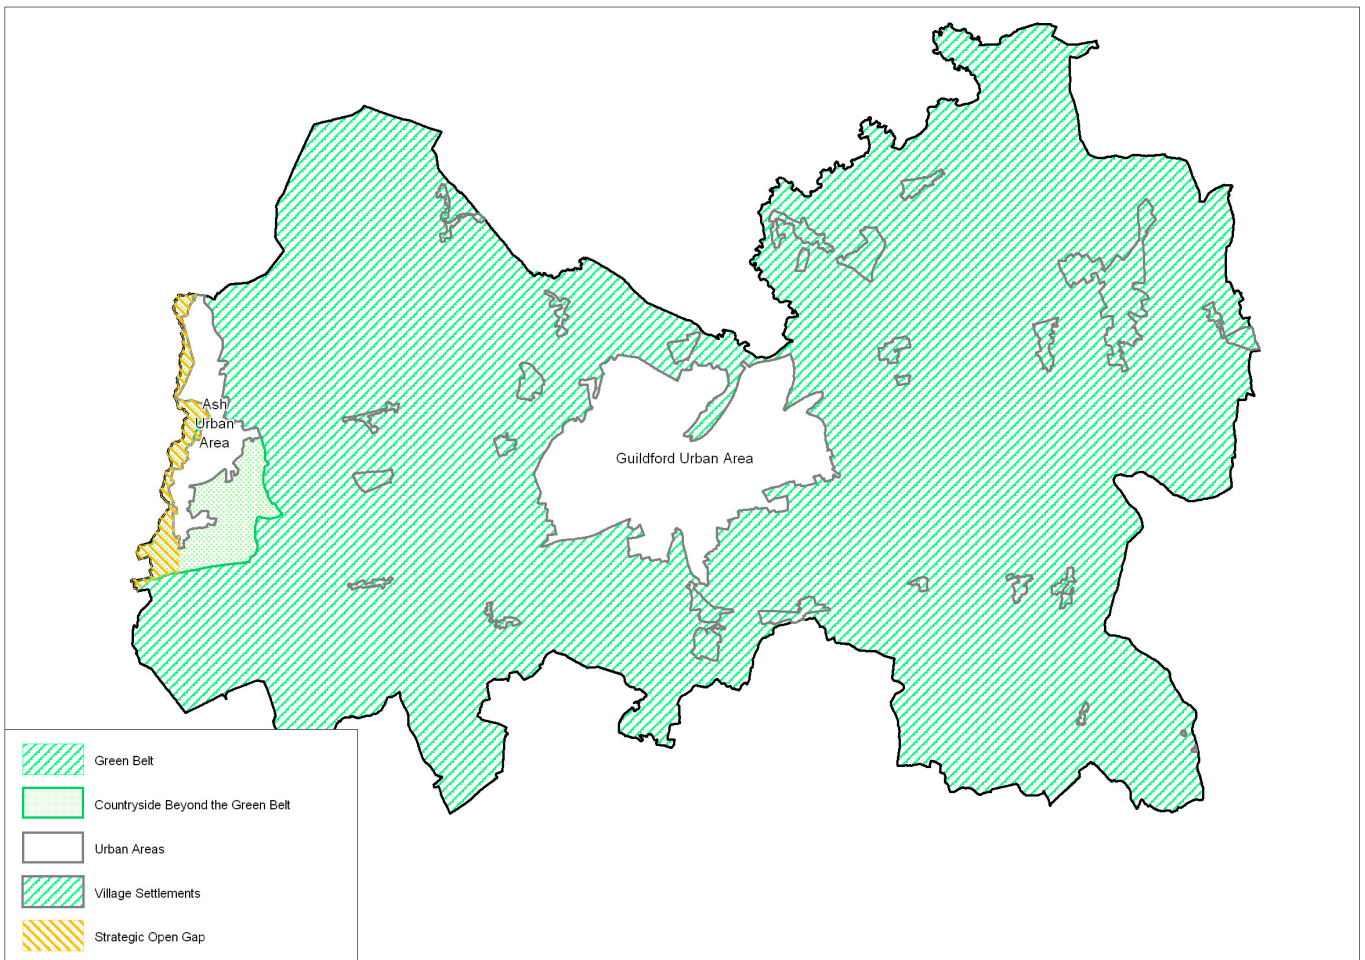 Ash
Urban
Area
Guildford Urban Area
Green Belt
Countryside Beyond the Green Belt
Urban Areas
Village Settlements
Strategic Open Gap